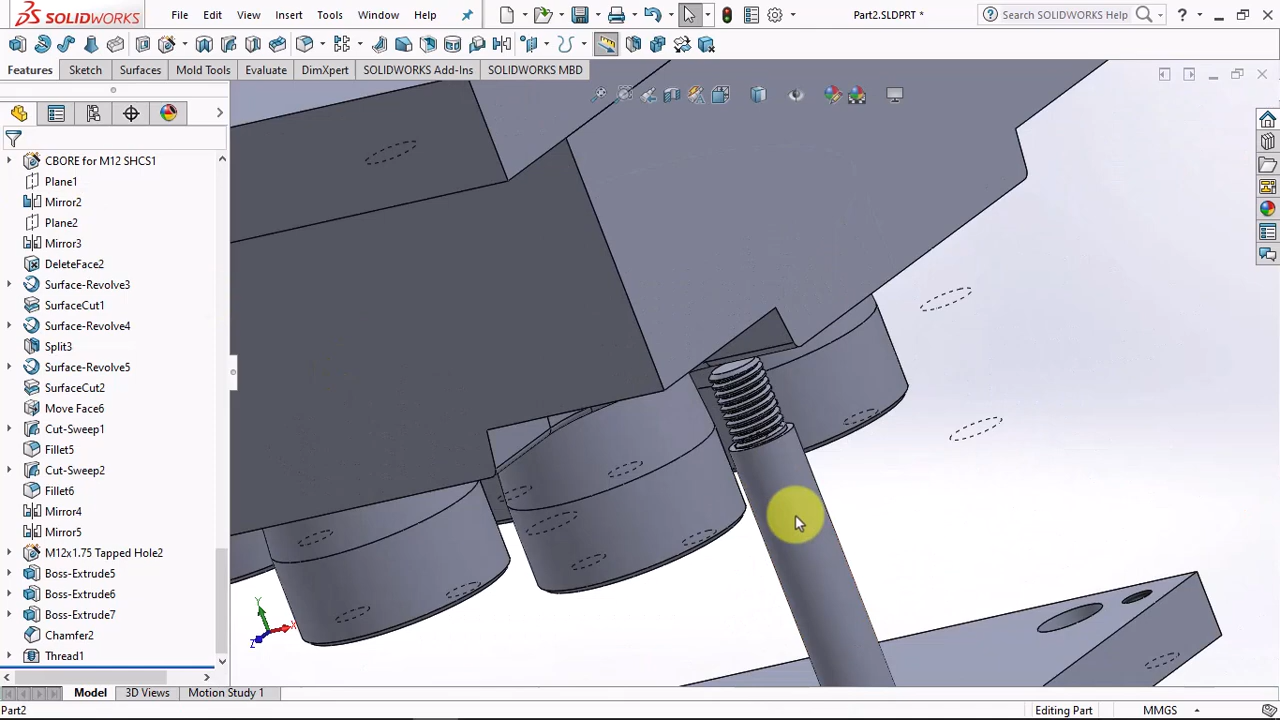 SOLIDWORKS
File Edit View Insert Tools Window Help
Part2.SLDPRT *
Search SOLIDWORKS Help
?
Features Sketch Surfaces Mold Tools Evaluate DimXpert SOLIDWORKS Add-Ins SOLIDWORKS MBD
CBORE for M12 SHCS1
Plane1
Mirror2
Plane2
Mirror3
DeleteFace2
Surface-Revolve3
SurfaceCut1
Surface-Revolve4
Split3
Surface-Revolve5
SurfaceCut2
Move Face6
Cut-Sweep1
Fillet5
Cut-Sweep2
Fillet6
Mirror4
Mirror5
M12x1.75 Tapped Hole2
Boss-Extrude5
Boss-Extrude6
Boss-Extrude7
Chamfer2
Thread1
Y
Z
Model 3D Views Motion Study 1
Part2 Editing Part MMGS